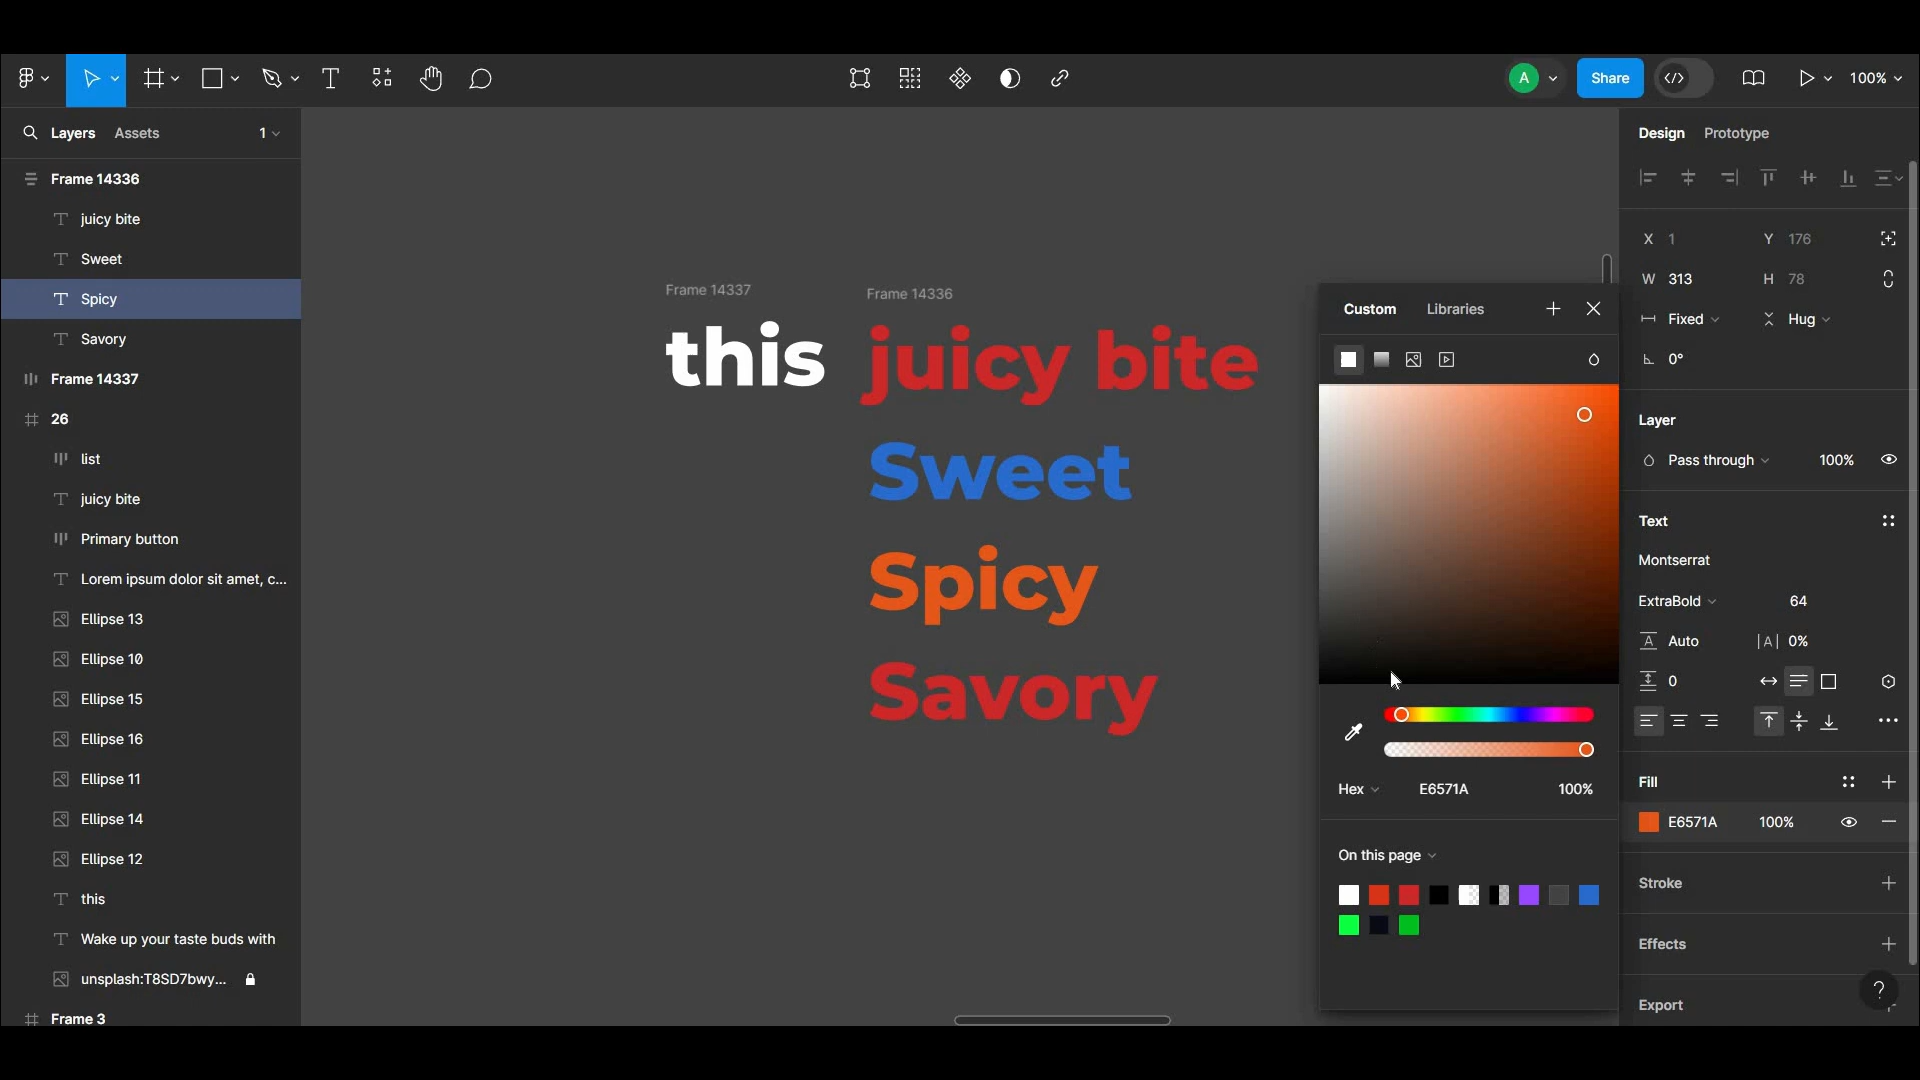 A
Share
100%
Layers
Assets
1
Design
Prototype
Frame 14336
juicy bite
Sweet
Spicy
Savory
Frame 14337
26
list
juicy bite
Primary button
Lorem ipsum dolor sit amet, c...
Ellipse 13
Ellipse 10
Ellipse 15
Ellipse 16
Ellipse 11
Ellipse 14
Ellipse 12
this
Wake up your taste buds with
unsplash:T8SD7bwy...
Frame 3
Frame 14337
this
Frame 14336
juicy bite
Sweet
Spicy
Savory
Custom
Libraries
Hex
E6571A
100%
On this page
X 1
Y 176
W 313
H 78
Fixed
Hug
0°
Layer
Pass through
100%
Text
Montserrat
ExtraBold
64
A Auto
|A| 0%
0
Fill
E6571A
100%
Stroke
Effects
?
Export